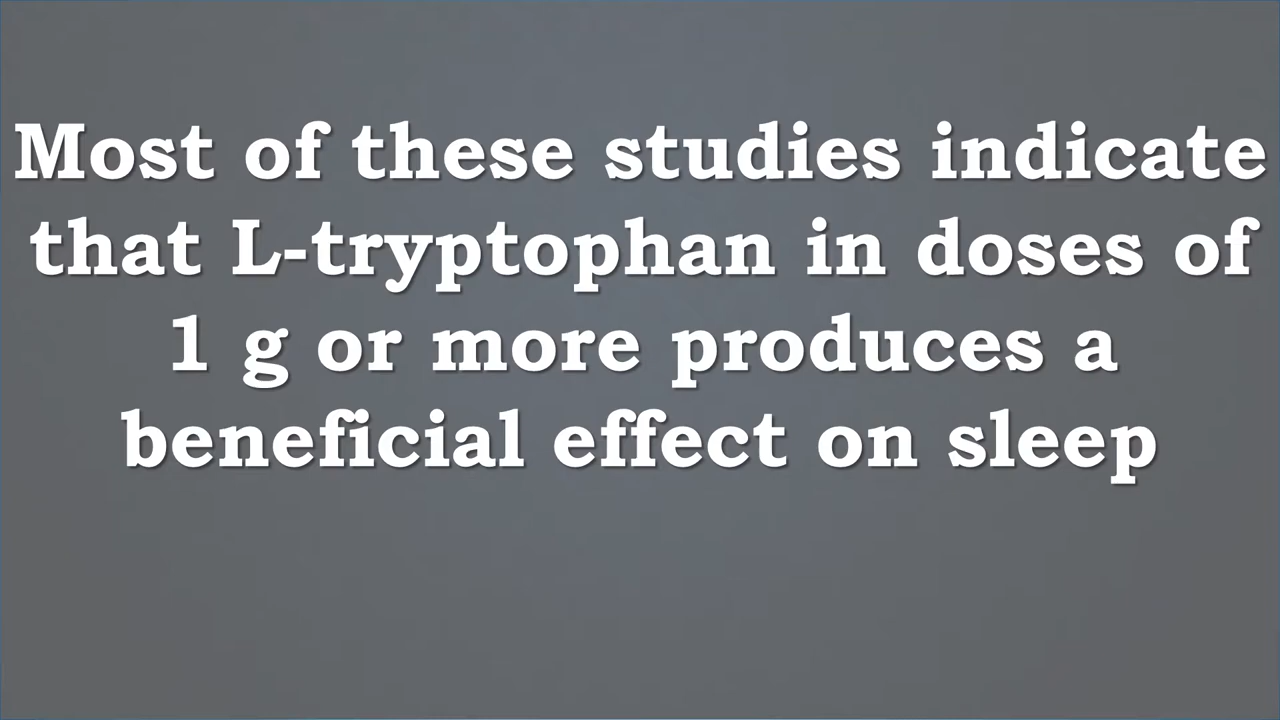 Most of these studies indicate
that L-tryptophan in doses of
1 g or more produces a
beneficial effect on sleep